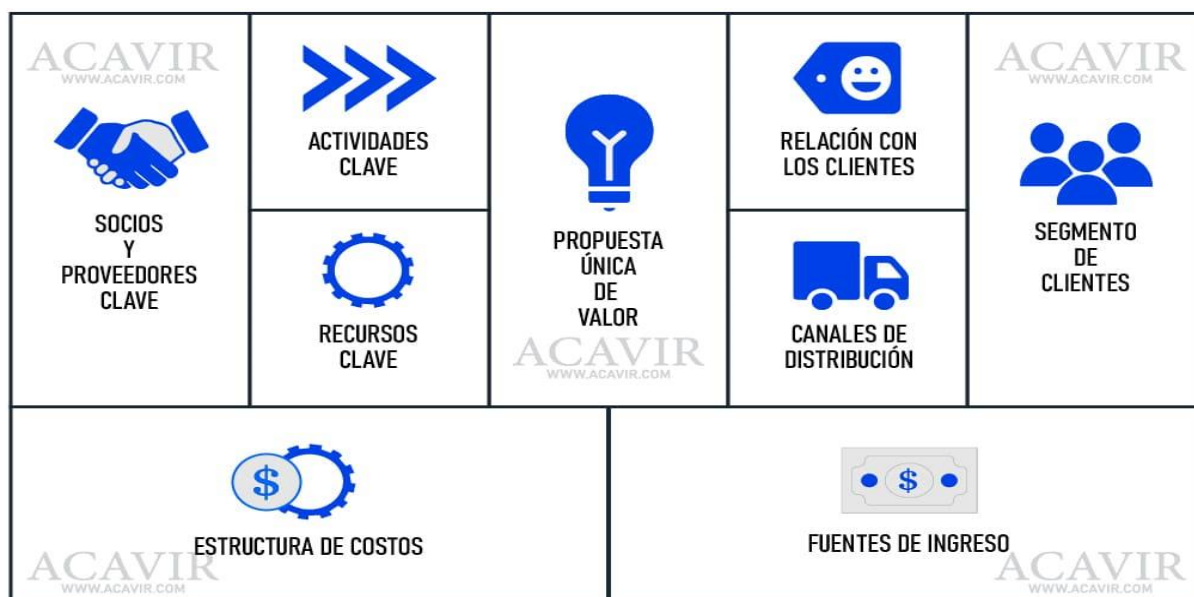 ACAVIR
WWW.ACAVIR.COM
SOCIOS
Y
PROVEEDORES
CLAVE
ACTIVIDADES
CLAVE
RECURSOS
CLAVE
PROPUESTA
ÚNICA
DE
VALOR
ACAVIR
WWW.ACAVIR.COM
RELACIÓN CON
LOS CLIENTES
CANALES DE
DISTRIBUCIÓN
ACAVIR
WWW.ACAVIR.COM
SEGMENTO
DE
CLIENTES
$
ESTRUCTURA DE COSTOS
ACAVIR
WWW.ACAVIR.COM
$
FUENTES DE INGRESO
ACAVIR
WWW.ACAVIR.COM